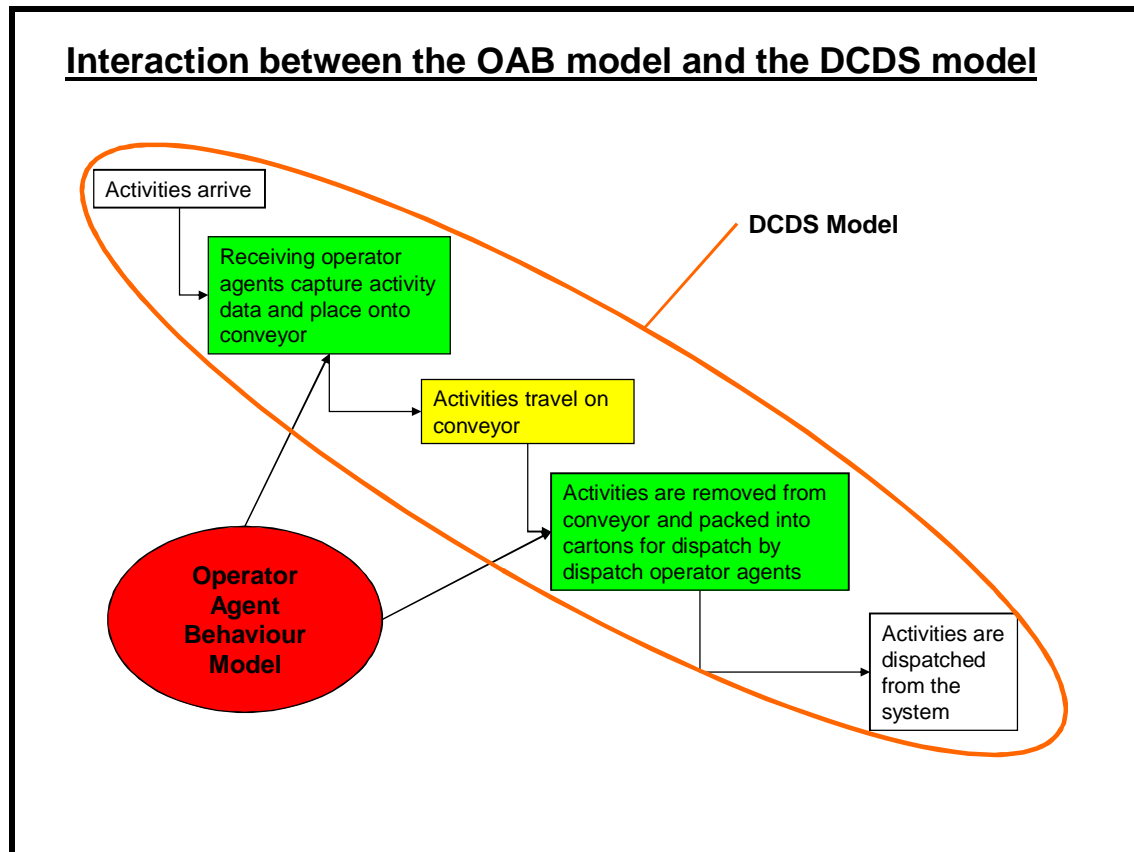 Interaction between the OAB model and the DCDS model
Activities arrive
DCDS Model
Receiving operator
agents capture activity
data and place onto
conveyor
Activities travel on
conveyor
Activities are removed from
conveyor and packed into
cartons for dispatch by
dispatch operator agents
Operator
Agent
Behaviour
Model
Activities are
dispatched
from the
system